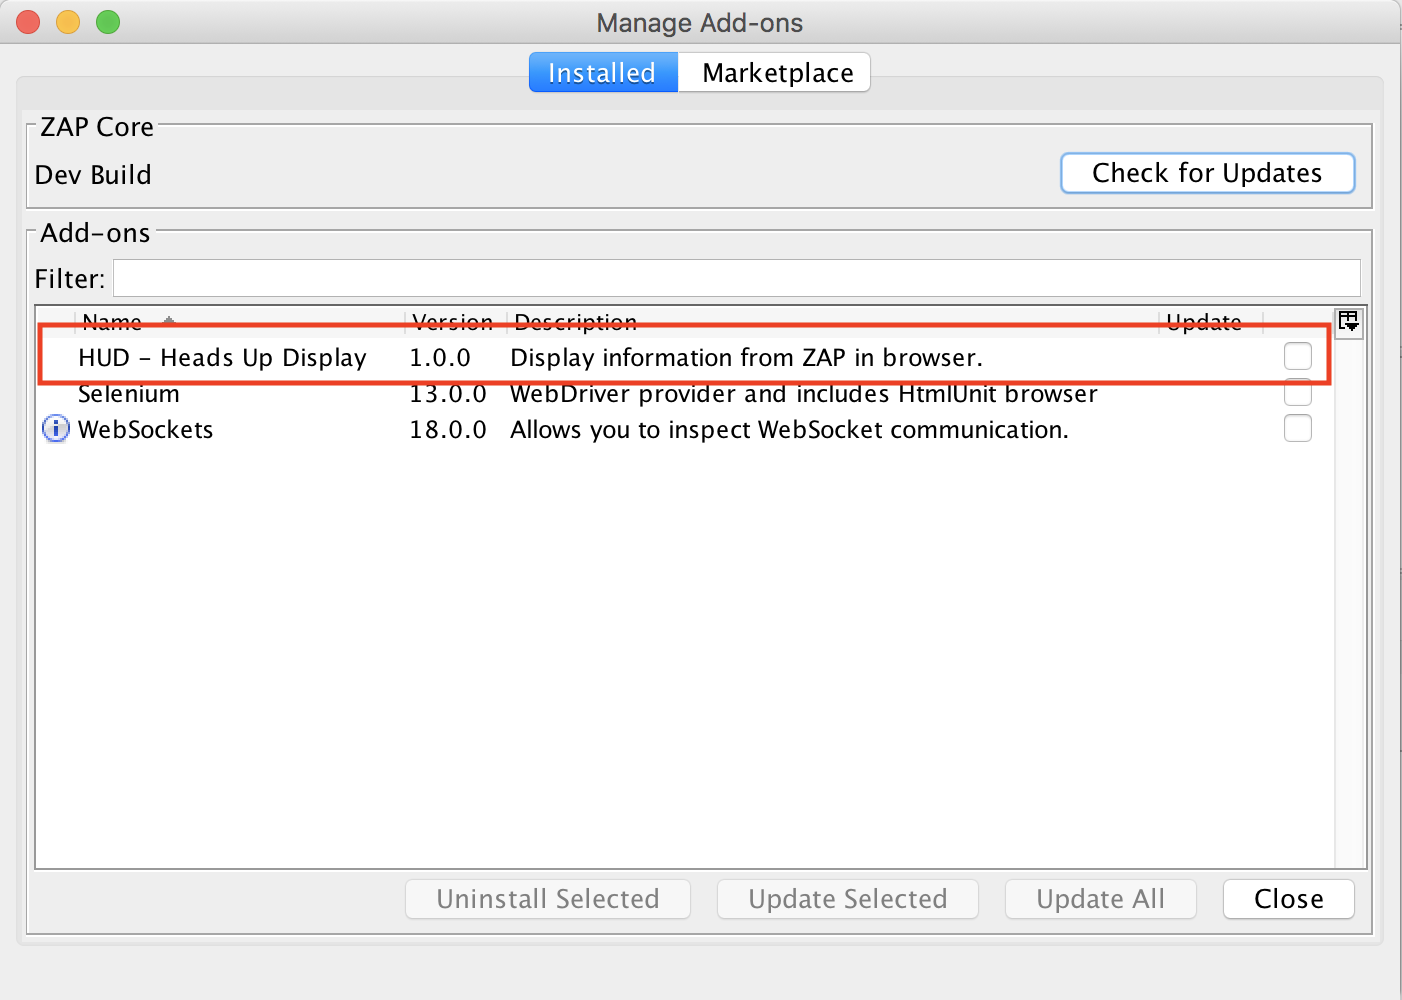 Manage Add-ons
Installed Marketplace
ZAP Core
Dev Build Check for Updates
Add-ons
Filter:
Name Version Description Update
HUD - Heads Up Display 1.0.0 Display information from ZAP in browser.
Selenium 13.0.0 WebDriver provider and includes HtmlUnit browser
WebSockets 18.0.0 Allows you to inspect WebSocket communication.
Uninstall Selected Update Selected Update All Close